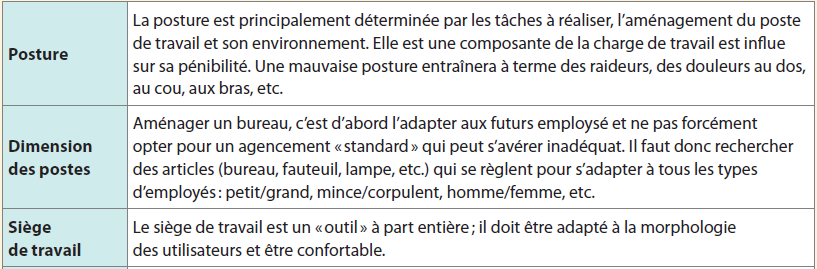 La posture est principalement déterminée par les tâches à réaliser, l’aménagement du poste
Posture de travail et son environnement. Elle est une composante de la charge de travail est influe
sur sa pénibilité. Une mauvaise posture entraînera à terme des raideurs, des douleurs au dos,
au cou, aux bras, etc.
Aménager un bureau, c’est d’abord l’adapter aux futurs employsé et ne pas forcément
Dimension opter pour un agencement «standard» qui peut s’avérer inadéquat. Il faut donc rechercher
des postes des articles (bureau, fauteuil, lampe, etc.) qui se règlent pour s’adapter à tous les types
d’employés: petit/grand, mince/corpulent, homme/femme, etc.
Siège Le siège de travail est un «outil» à part entière; il doit être adapté à la morphologie
de travail des utilisateurs et être confortable.